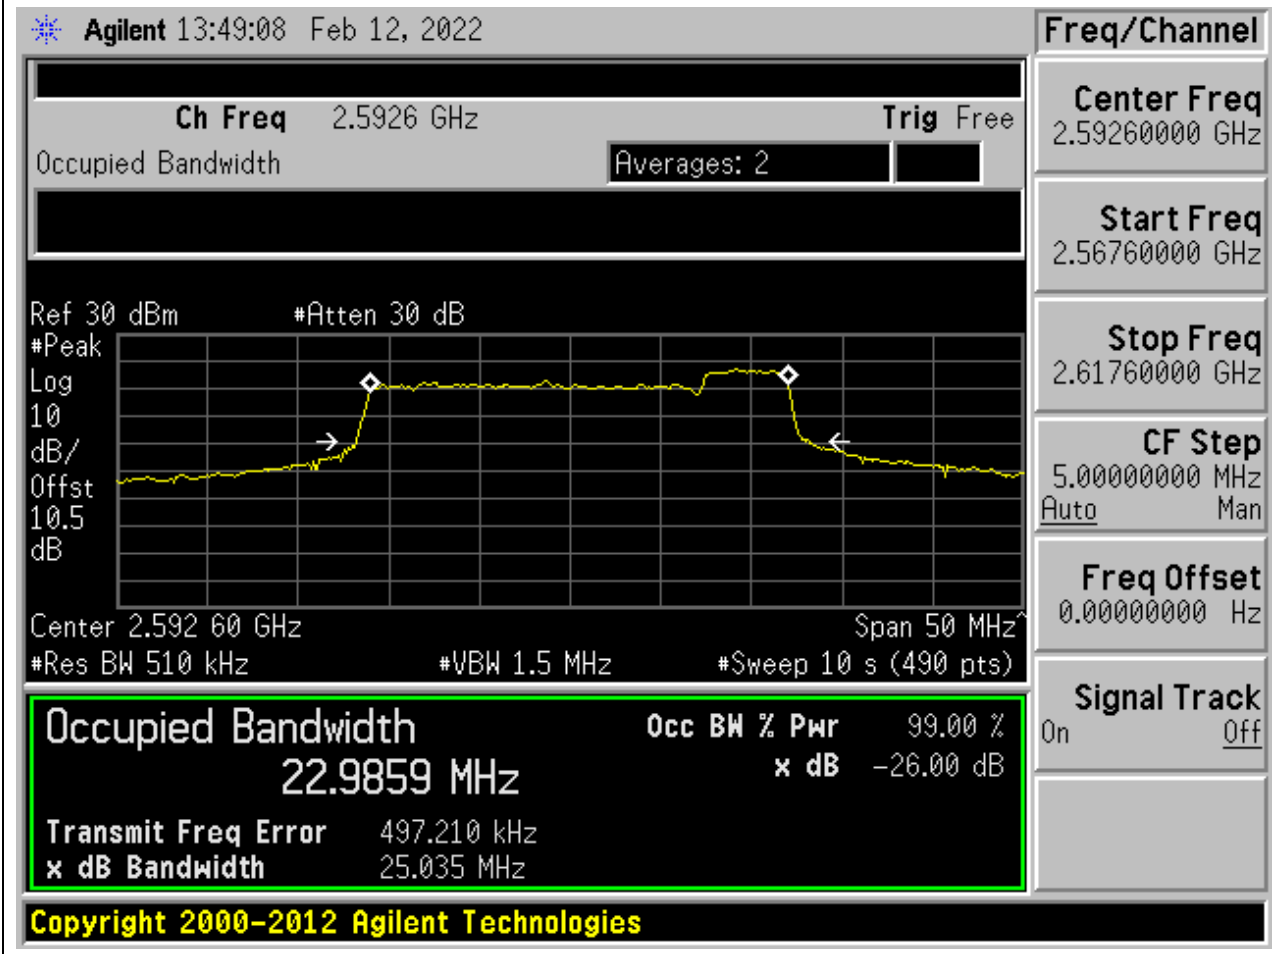 Agilent 13:49:08 Feb 12, 2022
Ch Freq 2.5926 GHz Trig Free
Occupied Bandwidth Averages: 2
Ref 30 dBm #Atten 30 dB
#Peak
Log
10
dB/
Offst
10.5
dB
Center 2.592 60 GHz Span 50 MHz^
#Res BW 510 kHz #VBW 1.5 MHz #Sweep 10 s (490 pts)
Occupied Bandwidth Occ BW % Pwr 99.00 %
22.9859 MHz x dB -26.00 dB
Transmit Freq Error 497.210 kHz
x dB Bandwidth 25.035 MHz
Copyright 2000-2012 Agilent Technologies
Freq/Channel
Center Freq
2.59260000 GHz
Start Freq
2.56760000 GHz
Stop Freq
2.61760000 GHz
CF Step
5.00000000 MHz
Auto Man
Freq Offset
0.00000000 Hz
Signal Track
On Off